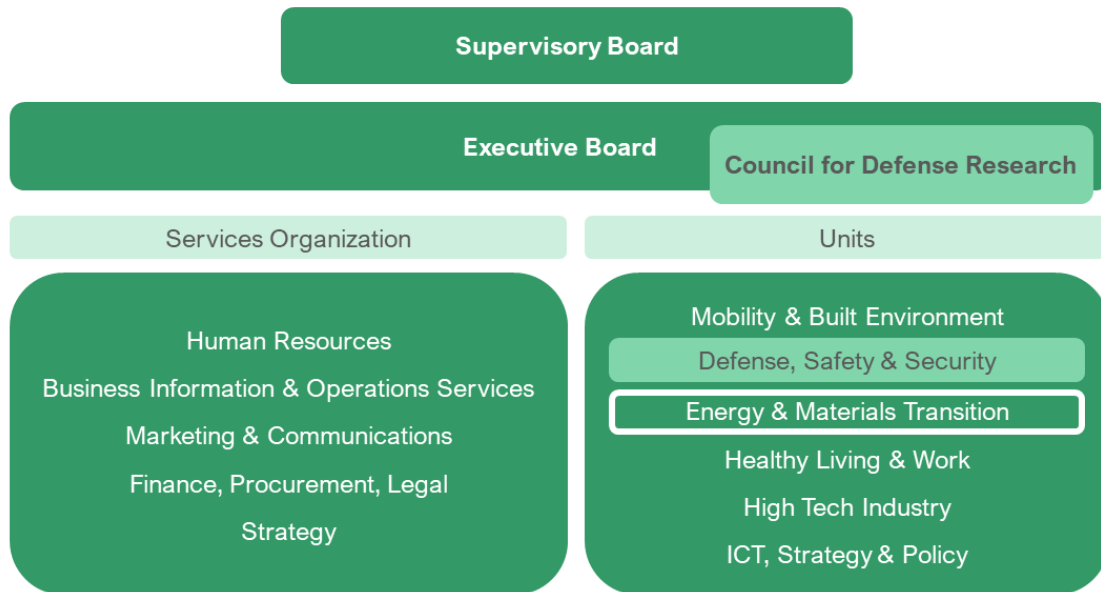 Supervisory Board
Executive Board
Council for Defense Research
Services Organization
Units
Human Resources
Business Information & Operations Services
Marketing & Communications
Finance, Procurement, Legal
Strategy
Mobility & Built Environment
Defense, Safety & Security
Energy & Materials Transition
Healthy Living & Work
High Tech Industry
ICT, Strategy & Policy